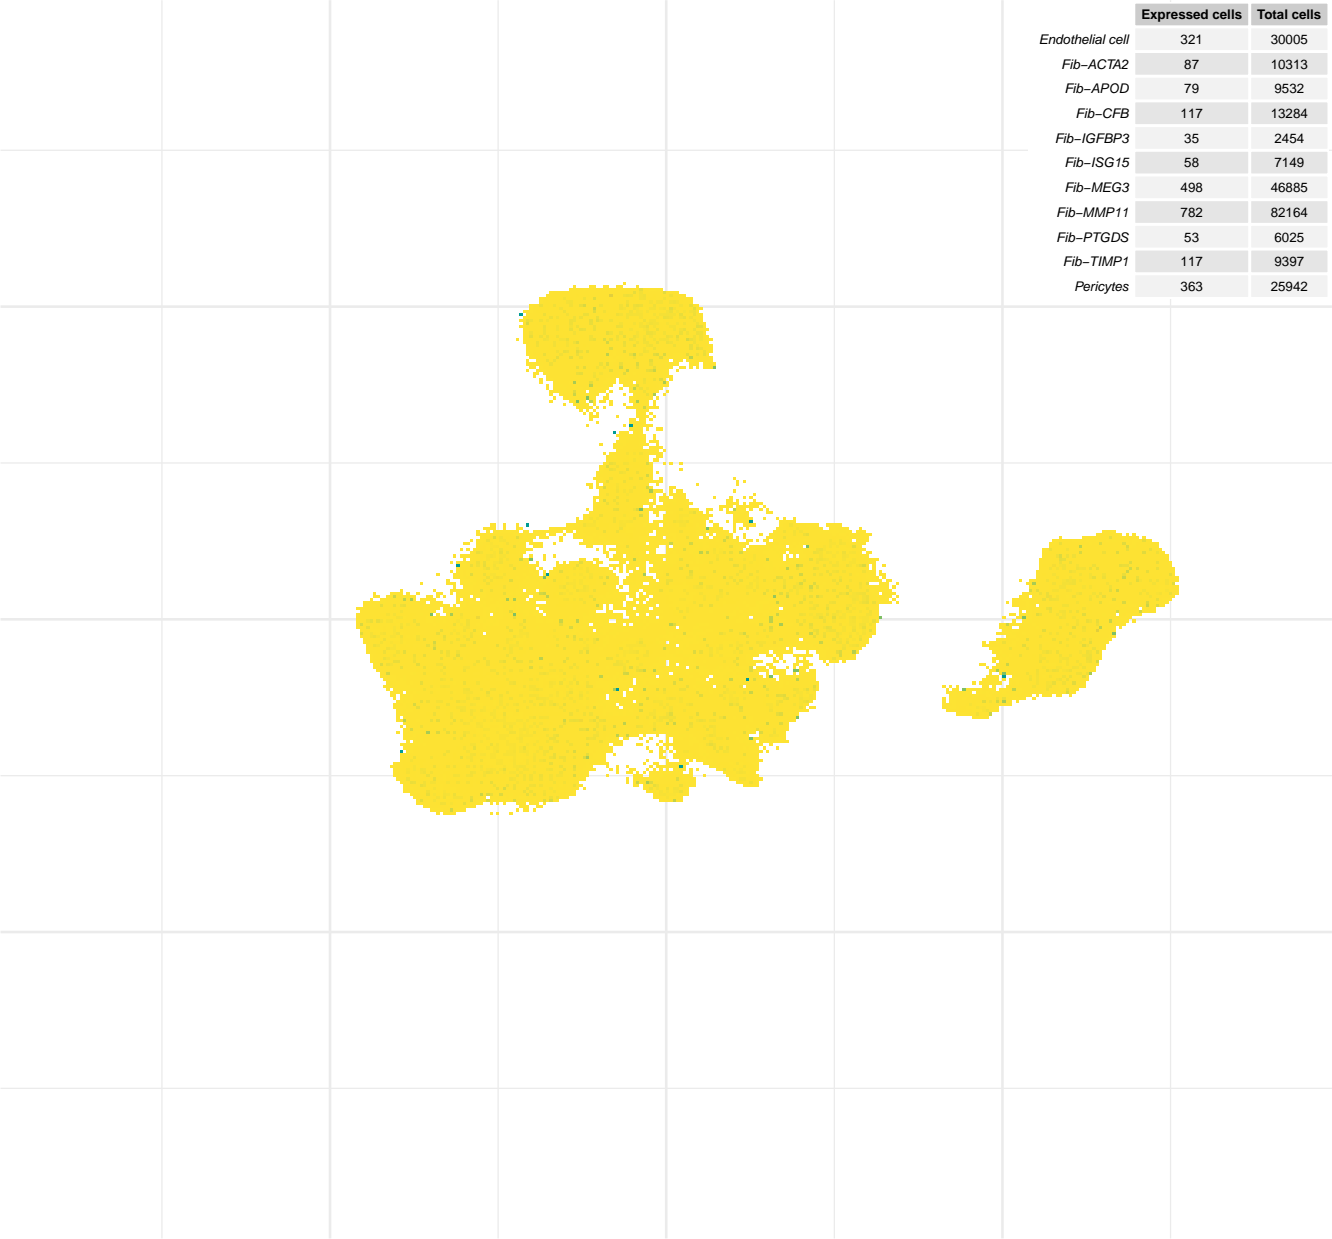 Expressed cells Total cells
Endothelial cell 321 30005
Fib−ACTA2 87 10313
Fib−APOD 79 9532
Fib−CFB 117 13284
Fib−IGFBP3 35 2454
Fib−ISG15 58 7149
Fib−MEG3 498 46885
Fib−MMP11 782 82164
Fib−PTGDS 53 6025
Fib−TIMP1 117 9397
Pericytes 363 25942